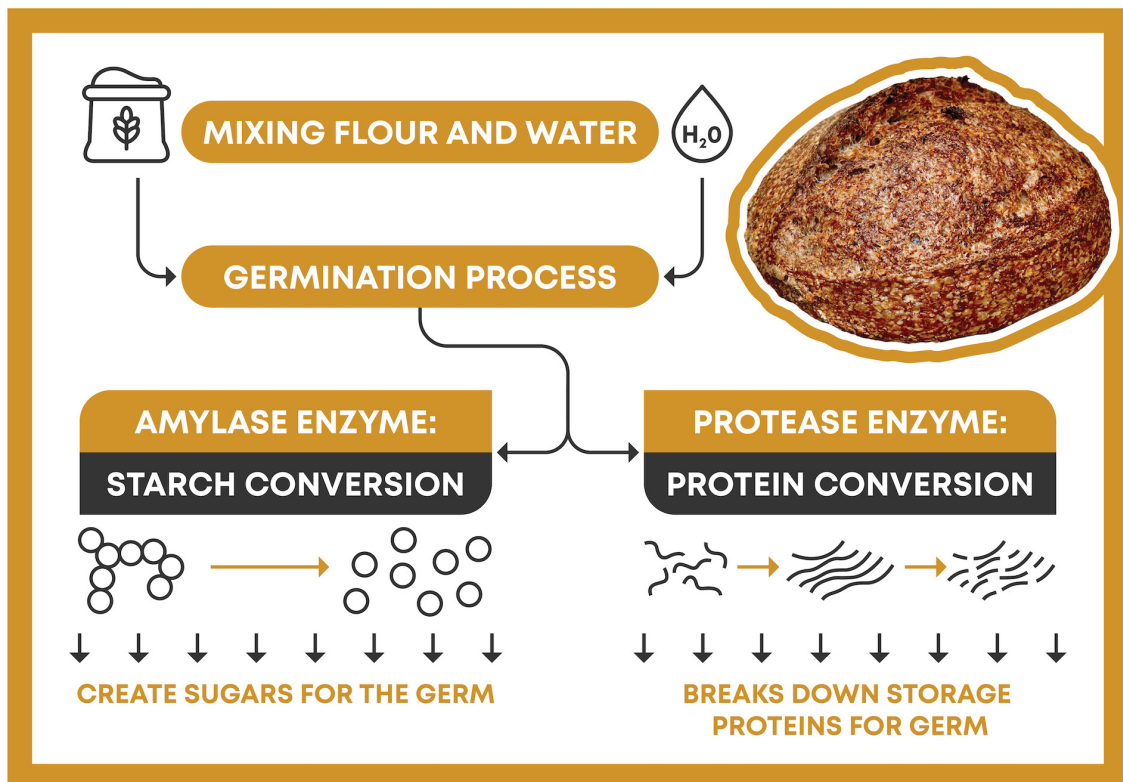 MIXING FLOUR AND WATER
H₂0
GERMINATION PROCESS
AMYLASE ENZYME:
STARCH CONVERSION
PROTEASE ENZYME:
PROTEIN CONVERSION
CREATE SUGARS FOR THE GERM
BREAKS DOWN STORAGE
PROTEINS FOR GERM